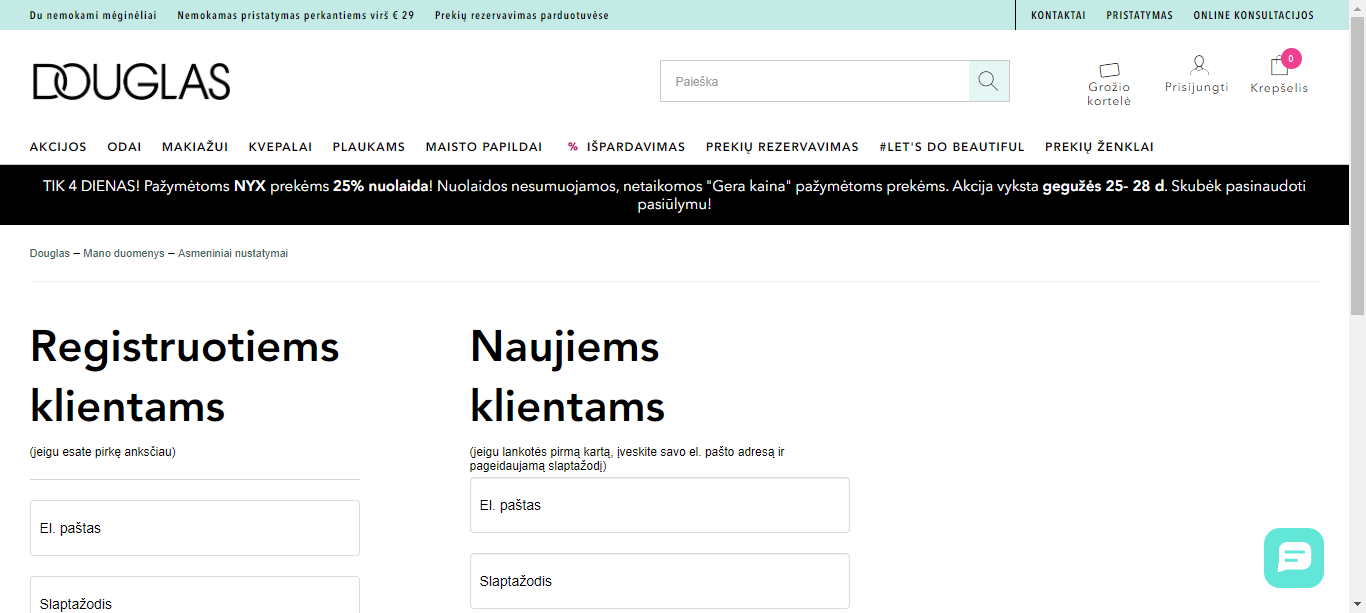 Du nemokami mėginėliai Nemokamas pristatymas perkantiems virš € 29 Prekių rezervavimas parduotuvėse KONTAKTAI PRISTATYMAS ONLINE KONSULTACIJOS
DOUGLAS
Paieška
Grožio
kortelė
Prisijungti
0
Krepšelis
AKCIJOS ODAI MAKIAŽUI KVEPALAI PLAUKAMS MAISTO PAPILDAI % IŠPARDAVIMAS PREKIŲ REZERVAVIMAS #LET'S DO BEAUTIFUL PREKIŲ ŽENKLAI
TIK 4 DIENAS! Pažymėtoms NYX prekėms 25% nuolaida! Nuolaidos nesumuojamos, netaikomos "Gera kaina" pažymėtoms prekėms. Akcija vyksta gegužės 25- 28 d. Skubėk pasinaudoti
pasiūlymu!
Douglas – Mano duomenys – Asmeniniai nustatymai
Registruotiems
klientams
(jeigu esate pirkę anksčiau)
El. paštas
Slaptažodis
Naujiems
klientams
(jeigu lankotės pirmą kartą, įveskite savo el. pašto adresą ir
pageidaujamą slaptažodį)
El. paštas
Slaptažodis